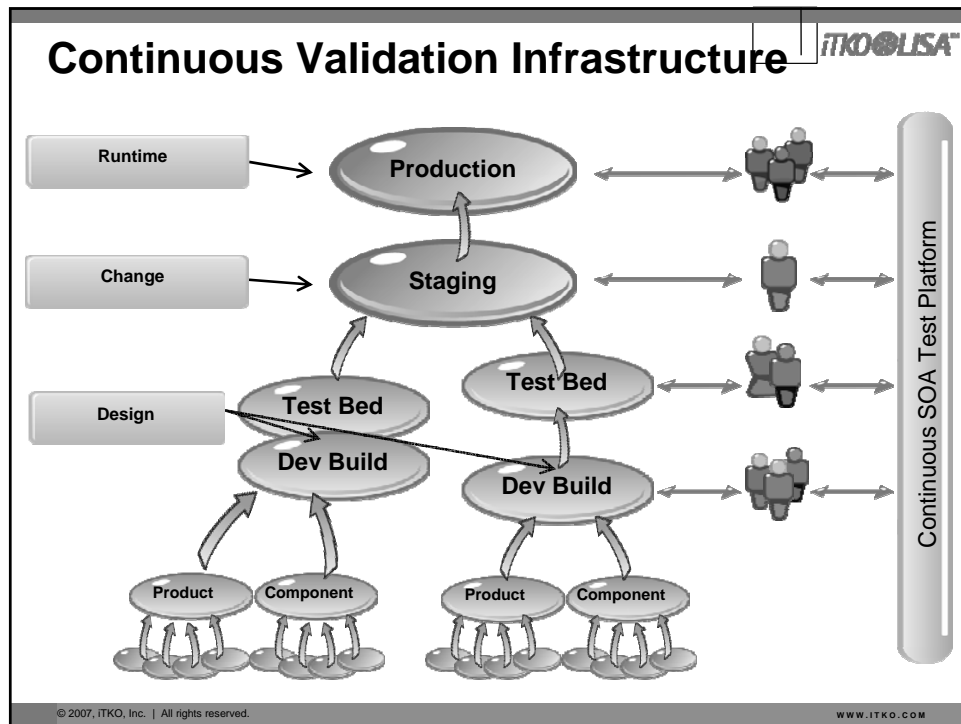 Continuous Validation Infrastructure
iTKO LISA™
Runtime
Production
Change
Staging
Design
Test Bed
Test Bed
Dev Build
Dev Build
Product
Component
Product
Component
Continuous SOA Test Platform
© 2007, iTKO, Inc. | All rights reserved.
WWW.ITKO.COM